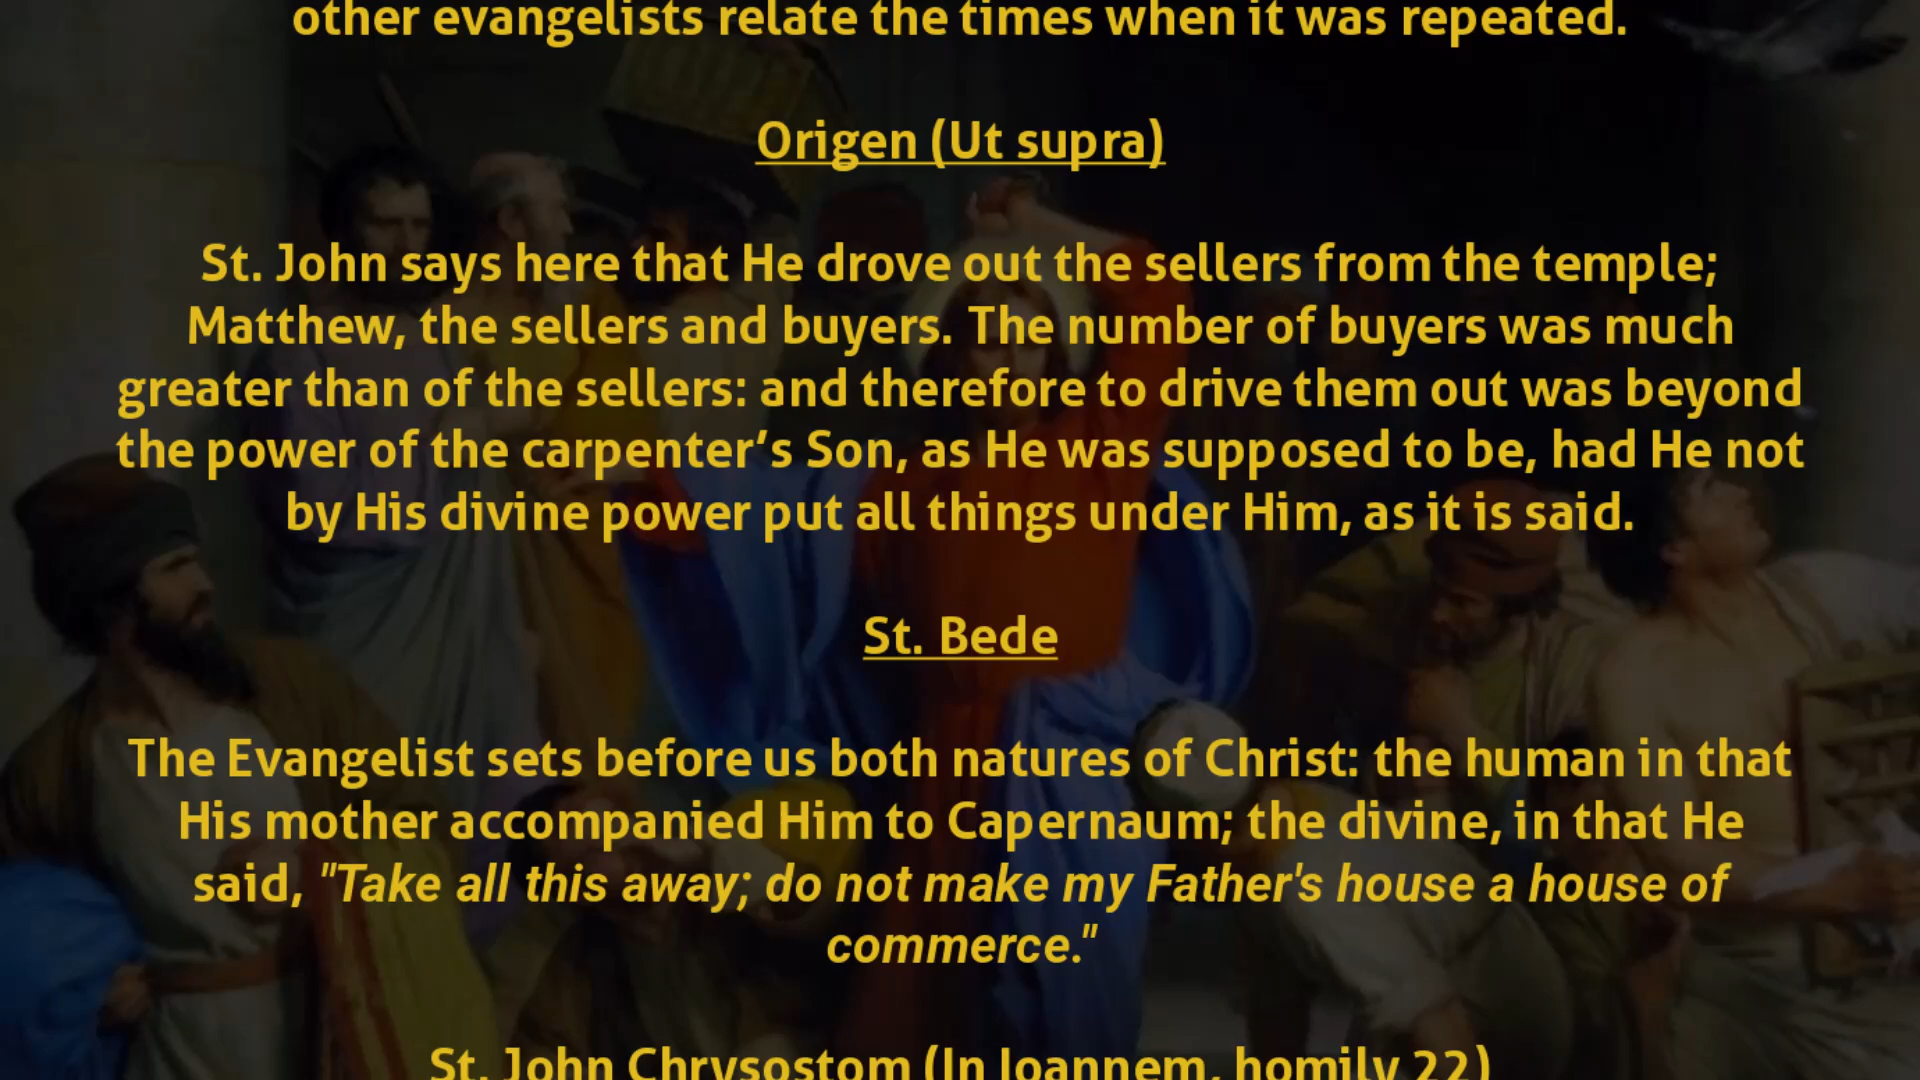 other evangelists relate the times when it was repeated.
Origen (Ut supra)
St. John says here that He drove out the sellers from the temple;
Matthew, the sellers and buyers. The number of buyers was much
greater than of the sellers: and therefore to drive them out was beyond
the power of the carpenter’s Son, as He was supposed to be, had He not
by His divine power put all things under Him, as it is said.
St. Bede
The Evangelist sets before us both natures of Christ: the human in that
His mother accompanied Him to Capernaum; the divine, in that He
said, "Take all this away; do not make my Father's house a house of
commerce."
St. John Chrysostom (In Ioannem, homily 22)